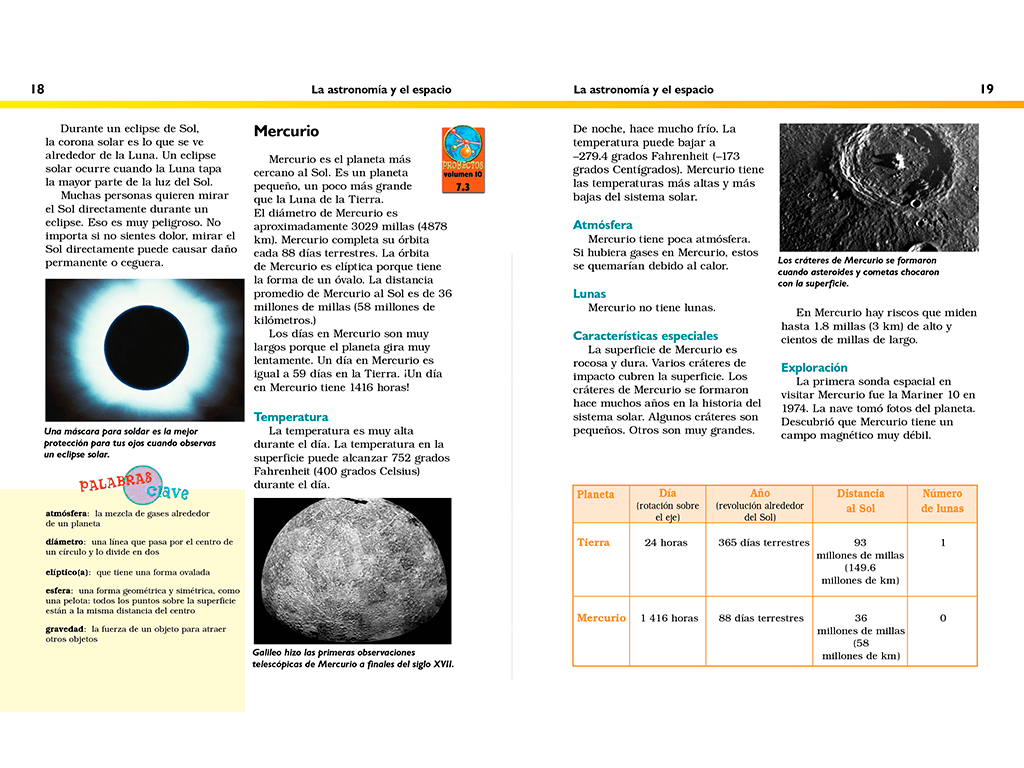 18
La astronomía y el espacio
Durante un eclipse de Sol,
la corona solar es lo que se ve
alrededor de la Luna. Un eclipse
solar ocurre cuando la Luna tapa
la mayor parte de la luz del Sol.
Muchas personas quieren mirar
el Sol directamente durante un
eclipse. Eso es muy peligroso. No
importa si no sientes dolor, mirar el
Sol directamente puede causar daño
permanente o ceguera.
Una máscara para soldar es la mejor
protección para tus ojos cuando observas
un eclipse solar.
PALABRAS
clave
atmósfera: la mezcla de gases alrededor
de un planeta
diámetro: una línea que pasa por el centro de
un círculo y lo divide en dos
elíptico(a): que tiene una forma ovalada
esfera: una forma geométrica y simétrica, como
una pelota: todos los puntos sobre la superficie
están a la misma distancia del centro
gravedad: la fuerza de un objeto para atraer
otros objetos
Mercurio
PROYECTOS
volumen 10
7.3
Mercurio es el planeta más
cercano al Sol. Es un planeta
pequeño, un poco más grande
que la Luna de la Tierra.
El diámetro de Mercurio es
aproximadamente 3029 millas (4878
km). Mercurio completa su órbita
cada 88 días terrestres. La órbita
de Mercurio es elíptica porque tiene
la forma de un óvalo. La distancia
promedio de Mercurio al Sol es de 36
millones de millas (58 millones de
kilómetros.)
Los días en Mercurio son muy
largos porque el planeta gira muy
lentamente. Un día en Mercurio es
igual a 59 días en la Tierra. ¡Un día
en Mercurio tiene 1416 horas!
Temperatura
La temperatura es muy alta
durante el día. La temperatura en la
superficie puede alcanzar 752 grados
Fahrenheit (400 grados Celsius)
durante el día.
Galileo hizo las primeras observaciones
telescópicas de Mercurio a finales del siglo XVII.
La astronomía y el espacio
19
De noche, hace mucho frío. La
temperatura puede bajar a
–279.4 grados Fahrenheit (–173
grados Centígrados). Mercurio tiene
las temperaturas más altas y más
bajas del sistema solar.
Atmósfera
Mercurio tiene poca atmósfera.
Si hubiera gases en Mercurio, estos
se quemarían debido al calor.
Lunas
Mercurio no tiene lunas.
Características especiales
La superficie de Mercurio es
rocosa y dura. Varios cráteres de
impacto cubren la superficie. Los
cráteres de Mercurio se formaron
hace muchos años en la historia del
sistema solar. Algunos cráteres son
pequeños. Otros son muy grandes.
Los cráteres de Mercurio se formaron
cuando asteroides y cometas chocaron
con la superficie.
En Mercurio hay riscos que miden
hasta 1.8 millas (3 km) de alto y
cientos de millas de largo.
Exploración
La primera sonda espacial en
visitar Mercurio fue la Mariner 10 en
1974. La nave tomó fotos del planeta.
Descubrió que Mercurio tiene un
campo magnético muy débil.
Planeta Día Año Distancia Número
(rotación sobre (revolución alrededor al Sol de lunas
el eje) del Sol)
Tierra 24 horas 365 días terrestres 93 1
millones de millas
(149.6
millones de km)
Mercurio 1 416 horas 88 días terrestres 36 0
millones de millas
(58
millones de km)